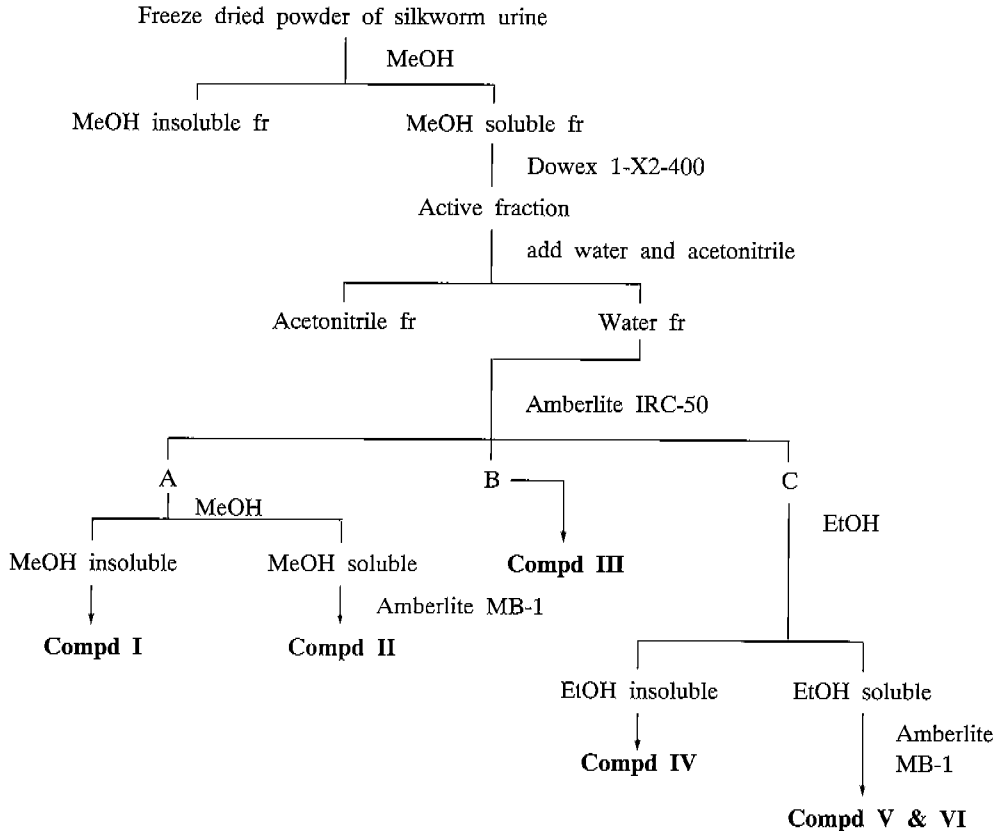 Freeze dried powder of silkworm urine
MeOH
MeOH insoluble fr
MeOH soluble fr
Dowex 1-X2-400
Active fraction
add water and acetonitrile
Acetonitrile fr
Water fr
Amberlite IRC-50
A
B
C
MeOH
EtOH
MeOH insoluble
MeOH soluble
Compd III
Amberlite MB-1
Compd I
Compd II
EtOH insoluble
EtOH soluble
Amberlite
MB-1
Compd IV
Compd V & VI